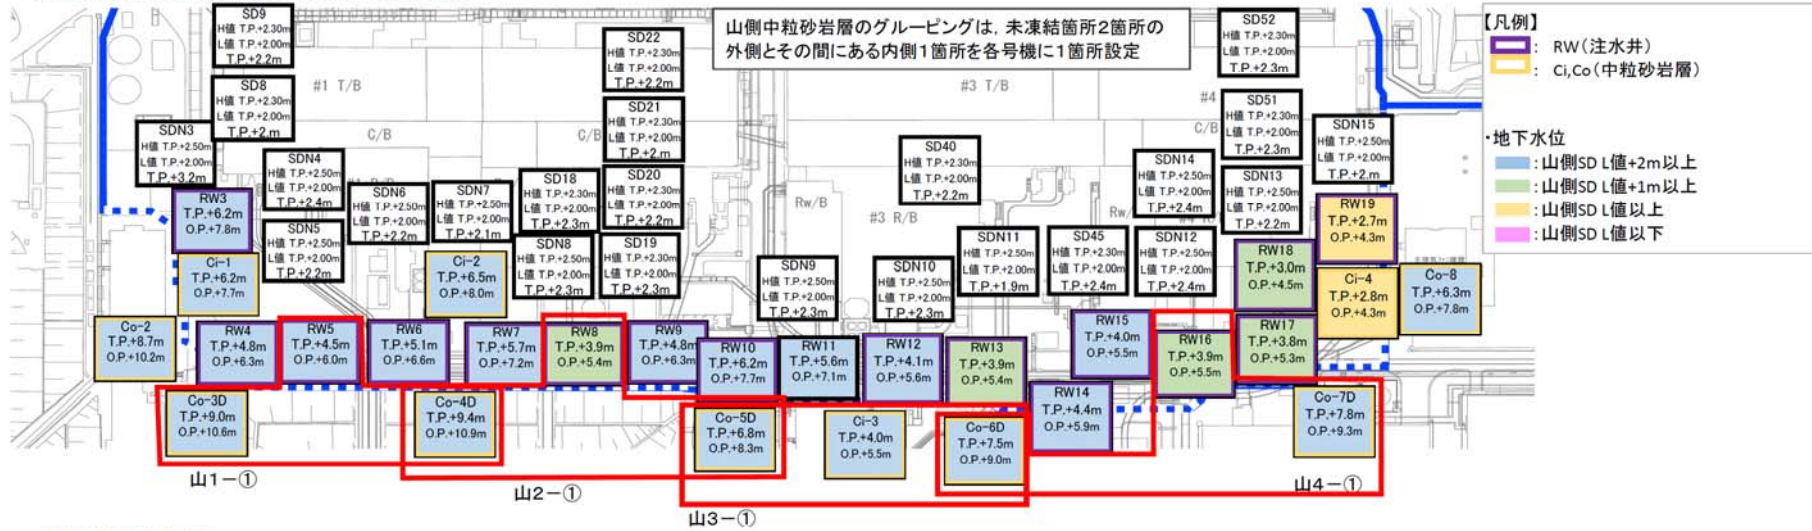 山側中粒砂岩層のグルーピングは，未凍結箇所2箇所の
外側とその間にある内側1箇所を各号機に1箇所設定
【凡例】
： RW（注水井）
： Ci,Co（中粒砂岩層）
・地下水位
：山側SD L値+2m以上
：山側SD L値+1m以上
：山側SD L値以上
：山側SD L値以下
SD9
H値 T.P.+2.30m
L値 T.P.+2.00m
T.P.+2.2m
SD8
H値 T.P.+2.30m
L値 T.P.+2.00m
T.P.+2.m
SDN3
H値 T.P.+2.50m
L値 T.P.+2.00m
T.P.+3.2m
SDN4
H値 T.P.+2.50m
L値 T.P.+2.00m
T.P.+2.4m
SDN5
H値 T.P.+2.50m
L値 T.P.+2.00m
T.P.+2.2m
SDN6
H値 T.P.+2.50m
L値 T.P.+2.00m
T.P.+2.2m
SDN7
H値 T.P.+2.50m
L値 T.P.+2.00m
T.P.+2.1m
SD18
H値 T.P.+2.30m
L値 T.P.+2.00m
T.P.+2.3m
SDN8
H値 T.P.+2.50m
L値 T.P.+2.00m
T.P.+2.3m
SD22
H値 T.P.+2.30m
L値 T.P.+2.00m
T.P.+2.2m
SD21
H値 T.P.+2.30m
L値 T.P.+2.00m
T.P.+2.m
SD20
H値 T.P.+2.30m
L値 T.P.+2.00m
T.P.+2.2m
SD19
H値 T.P.+2.30m
L値 T.P.+2.00m
T.P.+2.3m
SDN9
H値 T.P.+2.50m
L値 T.P.+2.00m
T.P.+2.3m
SD40
H値 T.P.+2.30m
L値 T.P.+2.00m
T.P.+2.2m
SDN10
H値 T.P.+2.50m
L値 T.P.+2.00m
T.P.+2.3m
SDN11
H値 T.P.+2.50m
L値 T.P.+2.00m
T.P.+1.9m
SD45
H値 T.P.+2.30m
L値 T.P.+2.00m
T.P.+2.4m
SDN14
H値 T.P.+2.50m
L値 T.P.+2.00m
T.P.+2.4m
SDN12
H値 T.P.+2.50m
L値 T.P.+2.00m
T.P.+2.4m
SD52
H値 T.P.+2.30m
L値 T.P.+2.00m
T.P.+2.3m
SD51
H値 T.P.+2.30m
L値 T.P.+2.00m
T.P.+2.3m
SDN13
H値 T.P.+2.50m
L値 T.P.+2.00m
T.P.+2.2m
SDN15
H値 T.P.+2.50m
L値 T.P.+2.00m
T.P.+2.m
#1 T/B
C/B
C/B
#3 T/B
Rw/B
#3 R/B
Rw/
#4
C/B
RW3
T.P.+6.2m
O.P.+7.8m
Ci-1
T.P.+6.2m
O.P.+7.7m
Ci-2
T.P.+6.5m
O.P.+8.0m
Co-2
T.P.+8.7m
O.P.+10.2m
RW4
T.P.+4.8m
O.P.+6.3m
RW5
T.P.+4.5m
O.P.+6.0m
RW6
T.P.+5.1m
O.P.+6.6m
RW7
T.P.+5.7m
O.P.+7.2m
RW8
T.P.+3.9m
O.P.+5.4m
RW9
T.P.+4.8m
O.P.+6.3m
RW10
T.P.+6.2m
O.P.+7.7m
RW11
T.P.+5.6m
O.P.+7.1m
RW12
T.P.+4.1m
O.P.+5.6m
RW13
T.P.+3.9m
O.P.+5.4m
RW14
T.P.+4.4m
O.P.+5.9m
RW15
T.P.+4.0m
O.P.+5.5m
RW16
T.P.+3.9m
O.P.+5.5m
RW17
T.P.+3.8m
O.P.+5.3m
RW18
T.P.+3.0m
O.P.+4.5m
RW19
T.P.+2.7m
O.P.+4.3m
Ci-4
T.P.+2.8m
O.P.+4.3m
Co-8
T.P.+6.3m
O.P.+7.8m
Co-3D
T.P.+9.0m
O.P.+10.6m
Co-4D
T.P.+9.4m
O.P.+10.9m
Co-5D
T.P.+6.8m
O.P.+8.3m
Ci-3
T.P.+4.0m
O.P.+5.5m
Co-6D
T.P.+7.5m
O.P.+9.0m
Co-7D
T.P.+7.8m
O.P.+9.3m
山1－①
山2－①
山3－①
山4－①